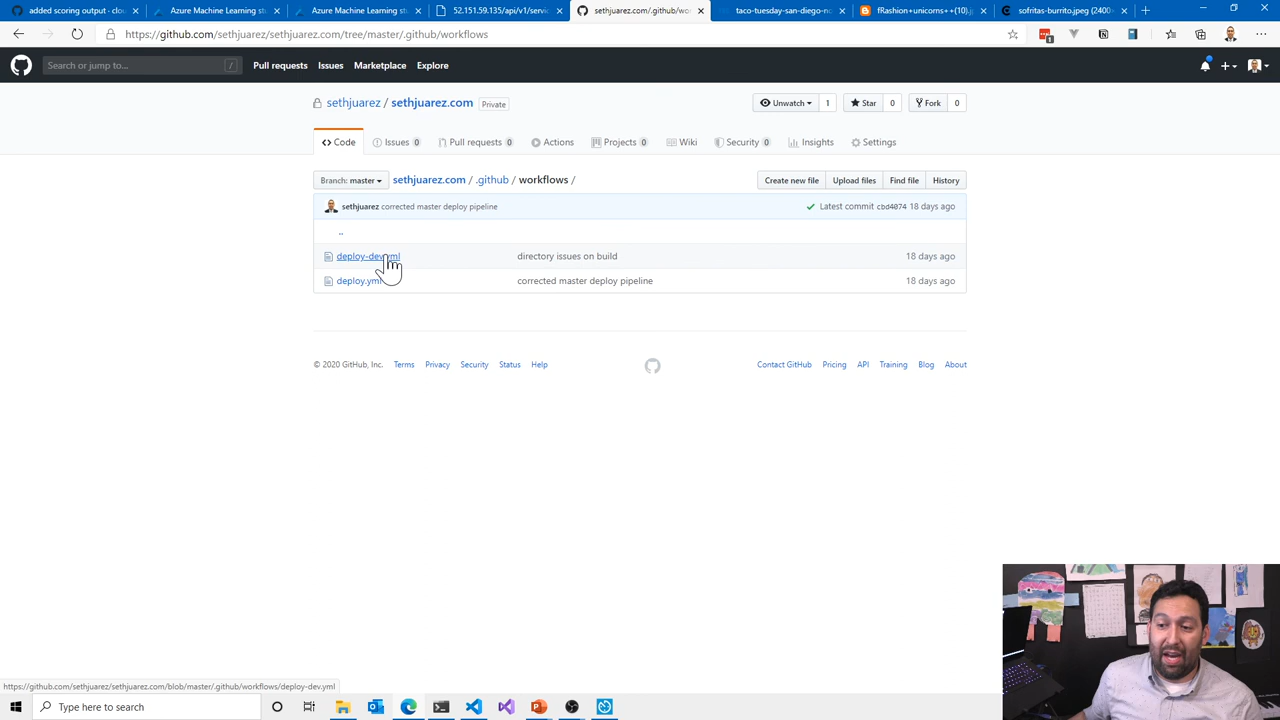 added scoring output · clou
Azure Machine Learning stu
Azure Machine Learning stu
52.151.59.135/api/v1/servic
sethjuarez.com/.github/wor
taco-tuesday-san-diego-nc
fRashion+unicorns++(10).j
sofritas-burrito.jpeg (2400×
https://github.com/sethjuarez/sethjuarez.com/tree/master/.github/workflows
Search or jump to...
/
Pull requests
Issues
Marketplace
Explore
sethjuarez / sethjuarez.com
Private
Unwatch
1
Star
0
Fork
0
Code
Issues 0
Pull requests 0
Actions
Projects 0
Wiki
Security 0
Insights
Settings
Branch: master
sethjuarez.com / .github / workflows /
Create new file
Upload files
Find file
History
sethjuarez corrected master deploy pipeline
Latest commit cbd4074 18 days ago
..
deploy-dev.yml
directory issues on build
18 days ago
deploy.yml
corrected master deploy pipeline
18 days ago
© 2020 GitHub, Inc.
Terms
Privacy
Security
Status
Help
Contact GitHub
Pricing
API
Training
Blog
About
https://github.com/sethjuarez/sethjuarez.com/blob/master/.github/workflows/deploy-dev.yml
Type here to search